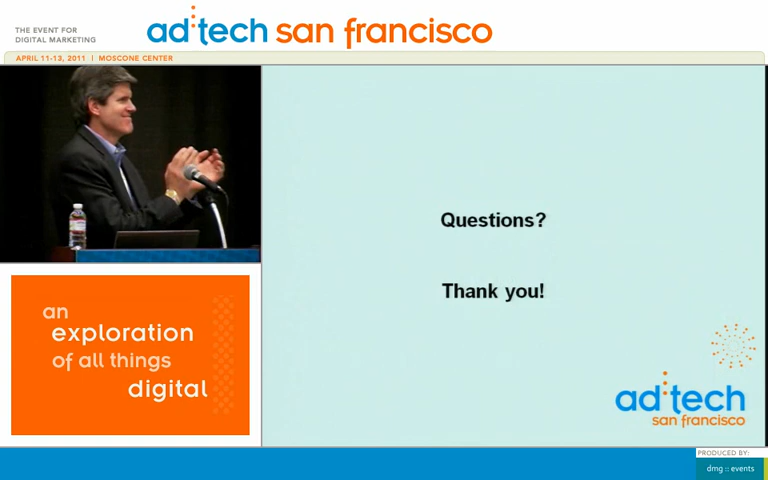 THE EVENT FOR
DIGITAL MARKETING
ad:tech san francisco
APRIL 11-13, 2011 | MOSCONE CENTER
Questions?
Thank you!
an
exploration
of all things
digital
ad:tech
san francisco
PRODUCED BY:
dmg :: events